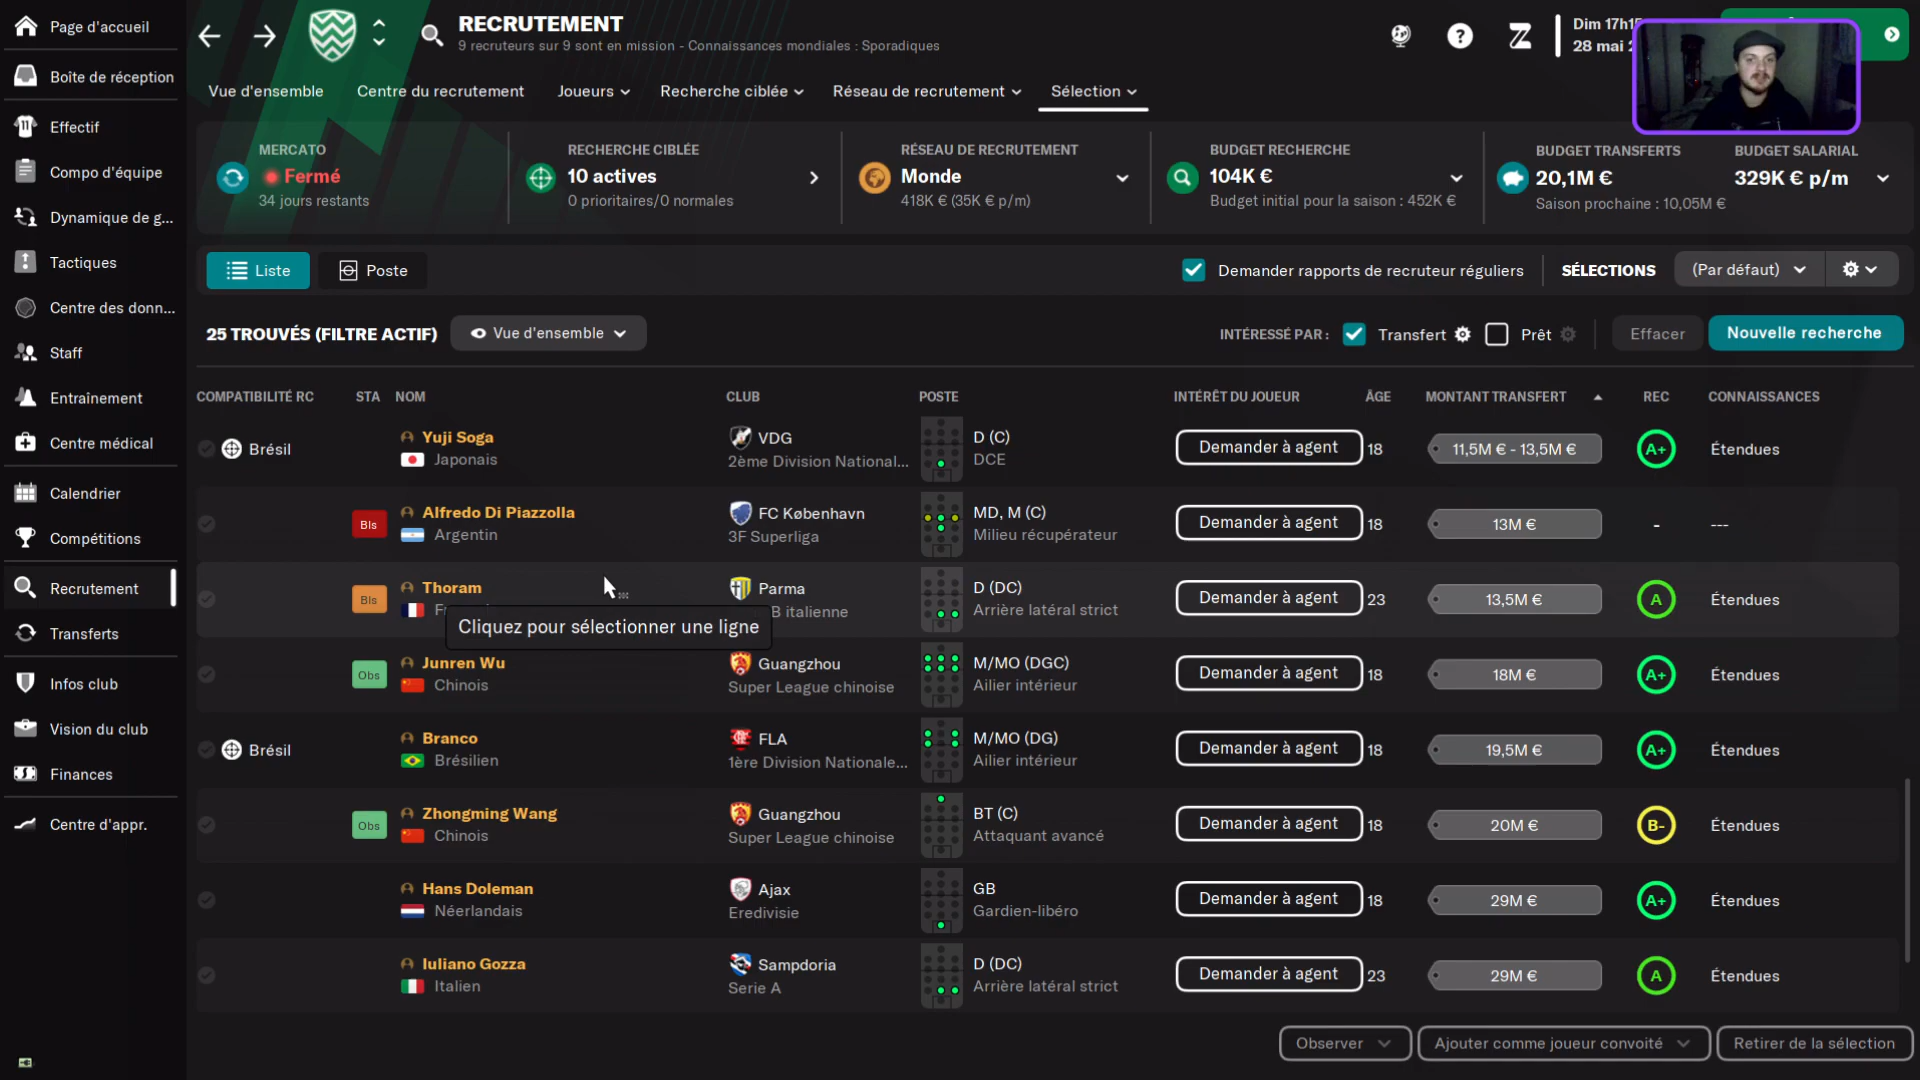 Page d'accueil
Boîte de réception
Effectif
Compo d'équipe
Dynamique de g...
Tactiques
Centre des donn...
Staff
Entraînement
Centre médical
Calendrier
Compétitions
Recrutement
Transferts
Infos club
Vision du club
Finances
Centre d'appr.
RECRUTEMENT
9 recruteurs sur 9 sont en mission - Connaissances mondiales : Sporadiques
Dim 17h15
28 mai
Vue d'ensemble
Centre du recrutement
Joueurs
Recherche ciblée
Réseau de recrutement
Sélection
MERCATO
Fermé
34 jours restants
RECHERCHE CIBLÉE
10 actives
0 prioritaires/0 normales
RÉSEAU DE RECRUTEMENT
Monde
418K € (35K € p/m)
BUDGET RECHERCHE
104K €
Budget initial pour la saison : 452K €
BUDGET TRANSFERTS
20,1M €
Saison prochaine : 10,05M €
BUDGET SALARIAL
329K € p/m
Liste
Poste
Demander rapports de recruteur réguliers
SÉLECTIONS
(Par défaut)
25 TROUVÉS (FILTRE ACTIF)
Vue d'ensemble
INTÉRESSÉ PAR :
Transfert
Prêt
Effacer
Nouvelle recherche
COMPATIBILITÉ RC STA NOM CLUB POSTE INTÉRÊT DU JOUEUR ÂGE MONTANT TRANSFERT REC CONNAISSANCES
Brésil Yuji Soga VDG D (C) Demander à agent 18 11,5M € - 13,5M € A+ Étendues
Japonais 2ème Division National... DCE
Bls Alfredo Di Piazzolla FC København MD, M (C) Demander à agent 18 13M € - ---
Argentin 3F Superliga Milieu récupérateur
Bls Thoram Parma D (DC) Demander à agent 23 13,5M € A Étendues
B italienne Arrière latéral strict
Cliquez pour sélectionner une ligne
Obs Junren Wu Guangzhou M/MO (DGC) Demander à agent 18 18M € A+ Étendues
Chinois Super League chinoise Ailier intérieur
Brésil Branco FLA M/MO (DG) Demander à agent 18 19,5M € A+ Étendues
Brésilien 1ère Division Nationale... Ailier intérieur
Obs Zhongming Wang Guangzhou BT (C) Demander à agent 18 20M € B- Étendues
Chinois Super League chinoise Attaquant avancé
Hans Doleman Ajax GB Demander à agent 18 29M € A+ Étendues
Néerlandais Eredivisie Gardien-libéro
Iuliano Gozza Sampdoria D (DC) Demander à agent 23 29M € A Étendues
Italien Serie A Arrière latéral strict
Observer
Ajouter comme joueur convoité
Retirer de la sélection